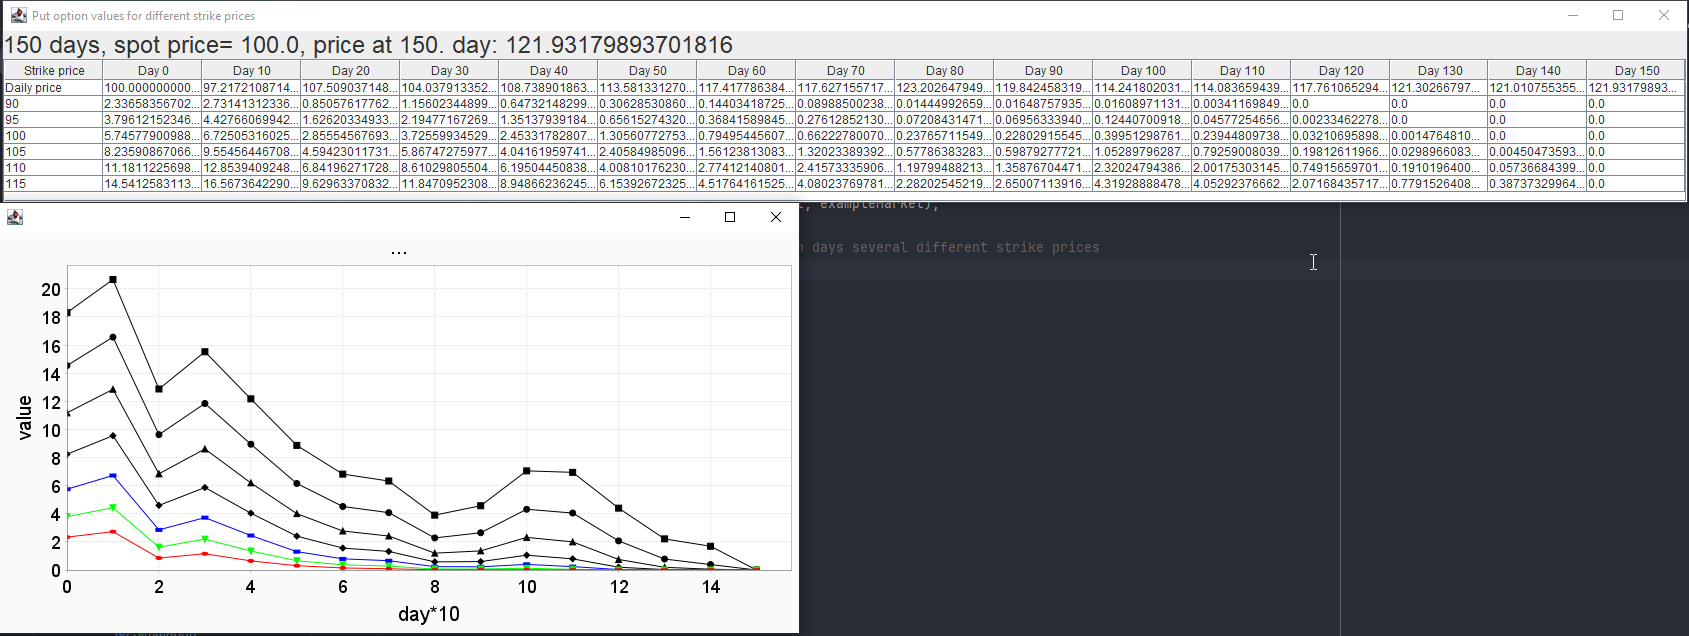 Put option values for different strike prices
150 days, spot price= 100.0, price at 150. day: 121.93179893701816
Strike price Day 0 Day 10 Day 20 Day 30 Day 40 Day 50 Day 60 Day 70 Day 80 Day 90 Day 100 Day 110 Day 120 Day 130 Day 140 Day 150
Daily price 100.000000000... 97.2172108714... 107.509037148... 104.037913352... 108.738901863... 113.581331270... 117.417786384... 117.627155717... 123.202647949... 119.842458319... 114.241802031... 114.083659439... 117.761065294... 121.30266797... 121.010755355... 121.93179893...
90 2.33658356702... 2.73141312336... 0.85057617762... 1.15602344899... 0.64732148299... 0.30628530860... 0.14403418725... 0.08988500238... 0.01444992659... 0.01648757935... 0.01608971131... 0.00341169849... 0.0 0.0 0.0 0.0
95 3.79612152346... 4.42766069942... 1.62620334933... 2.19477167269... 1.35137939184... 0.65615274320... 0.36841589845... 0.27612852130... 0.07208431471... 0.06956333940... 0.12440700918... 0.04577254656... 0.00233462278... 0.0 0.0 0.0
100 5.74577900988... 6.72505316025... 2.85554567693... 3.72559934529... 2.45331782807... 1.30560772753... 0.79495445607... 0.66222780070... 0.23765711549... 0.22802915545... 0.39951298761... 0.23944809738... 0.03210695898... 0.0014764810... 0.0 0.0
105 8.23590867066... 9.55456446708... 4.59423011731... 5.86747275977... 4.04161959741... 2.40584985096... 1.56123813083... 1.32023389392... 0.57786383283... 0.59879277721... 1.05289796287... 0.79259008039... 0.19812611966... 0.0298966083... 0.00450473593... 0.0
110 11.1811225698... 12.8539409248... 6.84196271728... 8.61029805504... 6.19504450838... 4.00810176230... 2.77412140801... 2.41573335906... 1.19799488213... 1.35876704471... 2.32024794386... 2.00175303145... 0.74915659701... 0.1910196400... 0.05736684399... 0.0
115 14.5412583113... 16.5673642290... 9.62963370832... 11.8470952308... 8.94866236245... 6.15392672325... 4.51764161525... 4.08023769781... 2.28202545219... 2.65007113916... 4.31928888478... 4.05292376662... 2.07168435717... 0.7791526408... 0.38737329964... 0.0
exampleMarket);
days several different strike prices
...
value
20
18
16
14
12
10
8
6
4
2
0
0 2 4 6 8 10 12 14
day*10